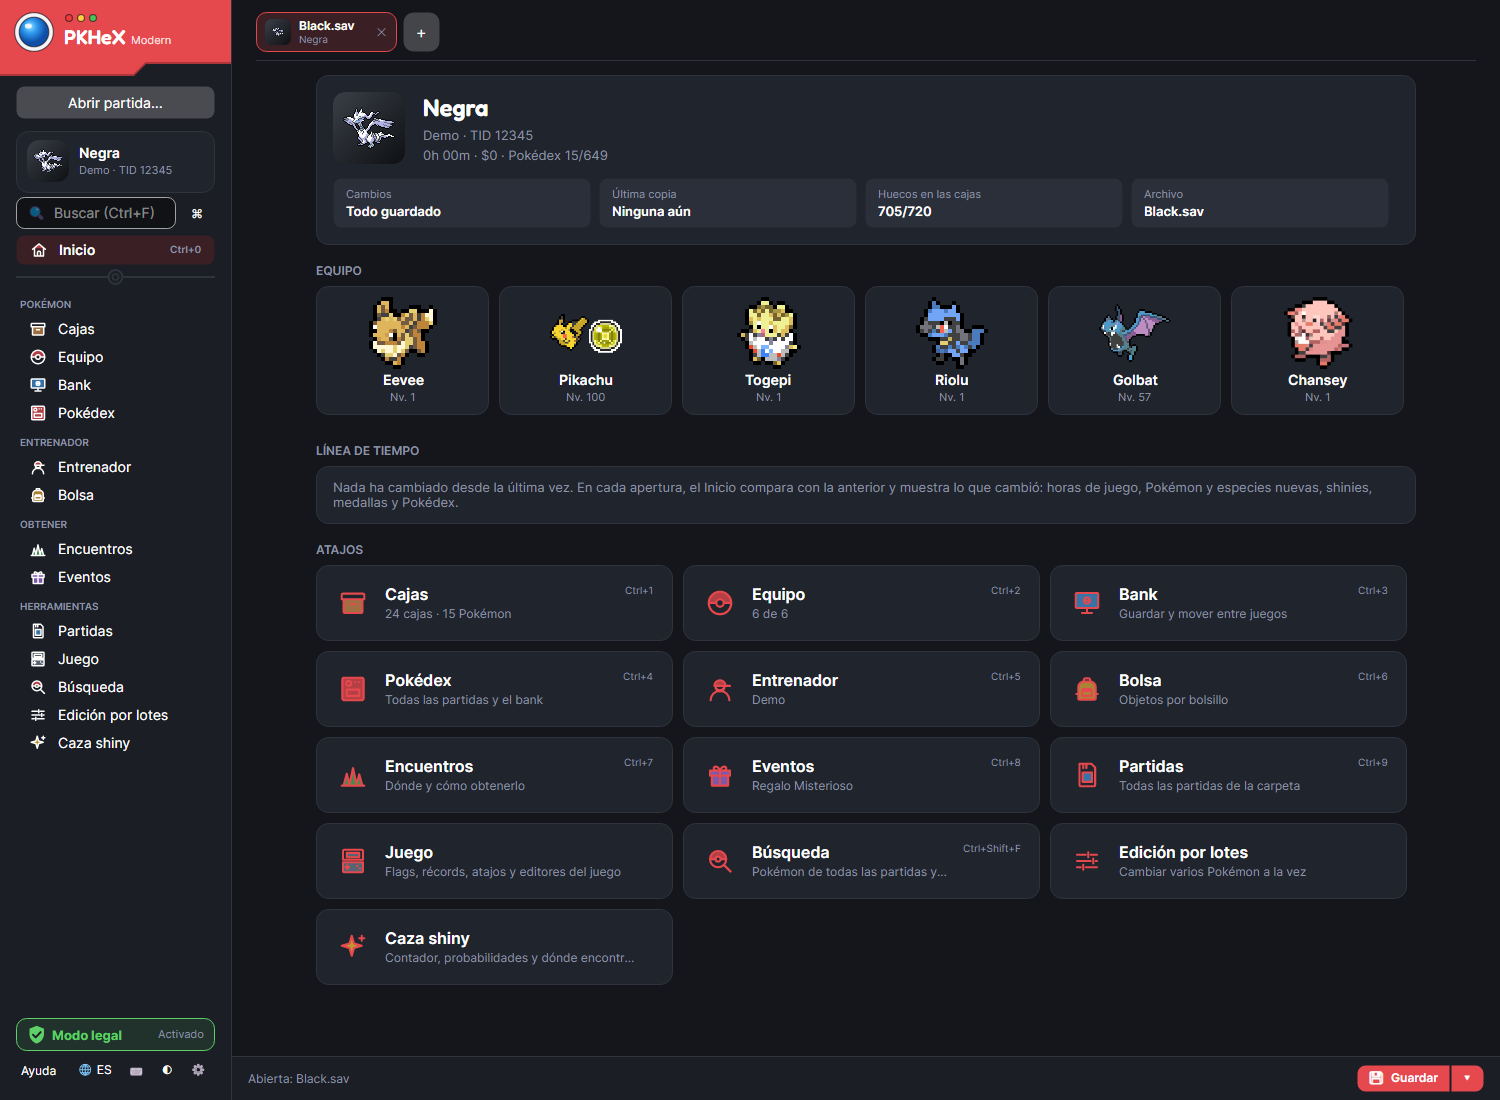 PKHeX Modern
Abrir partida...
Negra
Demo · TID 12345
Buscar (Ctrl+F)
⌘
Inicio Ctrl+0
POKÉMON
Cajas
Equipo
Bank
Pokédex
ENTRENADOR
Entrenador
Bolsa
OBTENER
Encuentros
Eventos
HERRAMIENTAS
Partidas
Juego
Búsqueda
Edición por lotes
Caza shiny
Modo legal Activado
Ayuda ES
Black.sav
Negra
+
Negra
Demo · TID 12345
0h 00m · $0 · Pokédex 15/649
Cambios
Todo guardado
Última copia
Ninguna aún
Huecos en las cajas
705/720
Archivo
Black.sav
EQUIPO
Eevee
Nv. 1
Pikachu
Nv. 100
Togepi
Nv. 1
Riolu
Nv. 1
Golbat
Nv. 57
Chansey
Nv. 1
LÍNEA DE TIEMPO
Nada ha cambiado desde la última vez. En cada apertura, el Inicio compara con la anterior y muestra lo que cambió: horas de juego, Pokémon y especies nuevas, shinies,
medallas y Pokédex.
ATAJOS
Cajas Ctrl+1
24 cajas · 15 Pokémon
Equipo Ctrl+2
6 de 6
Bank Ctrl+3
Guardar y mover entre juegos
Pokédex Ctrl+4
Todas las partidas y el bank
Entrenador Ctrl+5
Demo
Bolsa Ctrl+6
Objetos por bolsillo
Encuentros Ctrl+7
Dónde y cómo obtenerlo
Eventos Ctrl+8
Regalo Misterioso
Partidas Ctrl+9
Todas las partidas de la carpeta
Juego
Flags, récords, atajos y editores del juego
Búsqueda Ctrl+Shift+F
Pokémon de todas las partidas y...
Edición por lotes
Cambiar varios Pokémon a la vez
Caza shiny
Contador, probabilidades y dónde encontr...
Abierta: Black.sav
Guardar